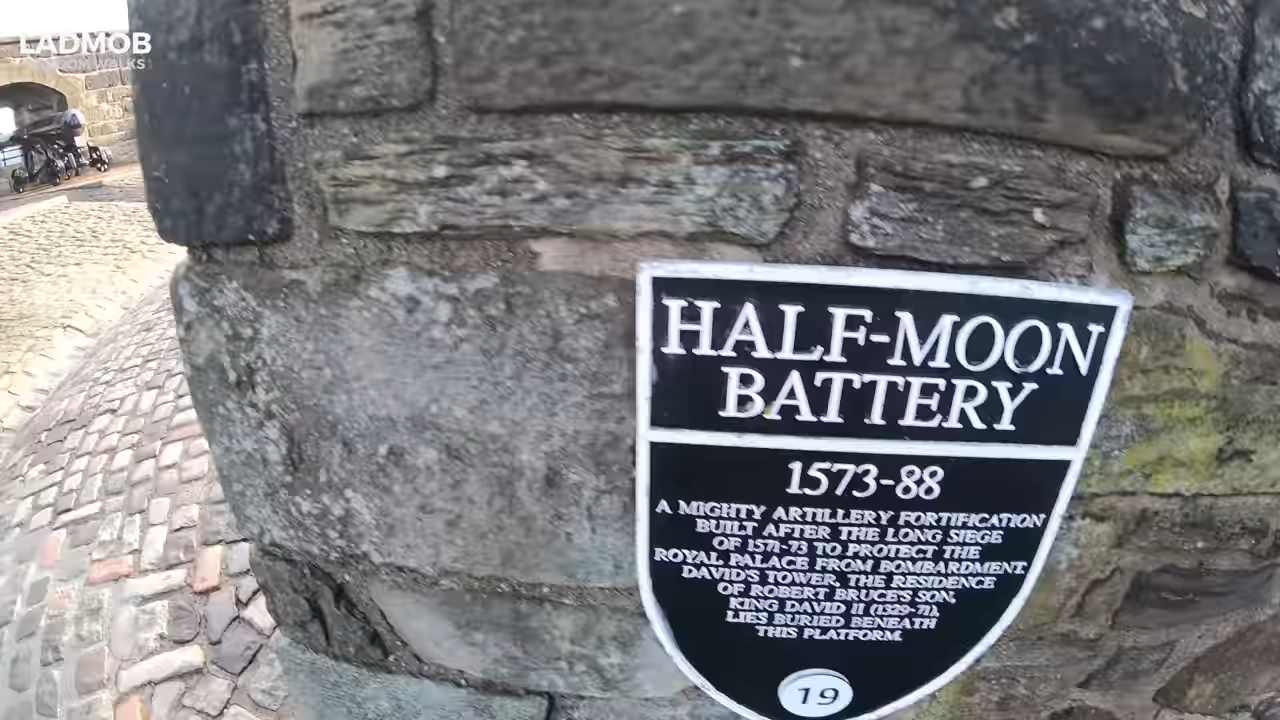 LADMOB
HALF-MOON
BATTERY
1573-88
A MIGHTY ARTILLERY FORTIFICATION
BUILT AFTER THE LONG SIEGE
OF 1571-73 TO PROTECT THE
ROYAL PALACE FROM BOMBARDMENT.
DAVID'S TOWER, THE RESIDENCE
OF ROBERT BRUCE'S SON,
KING DAVID II (1329-71),
LIES BURIED BENEATH
THIS PLATFORM.
19